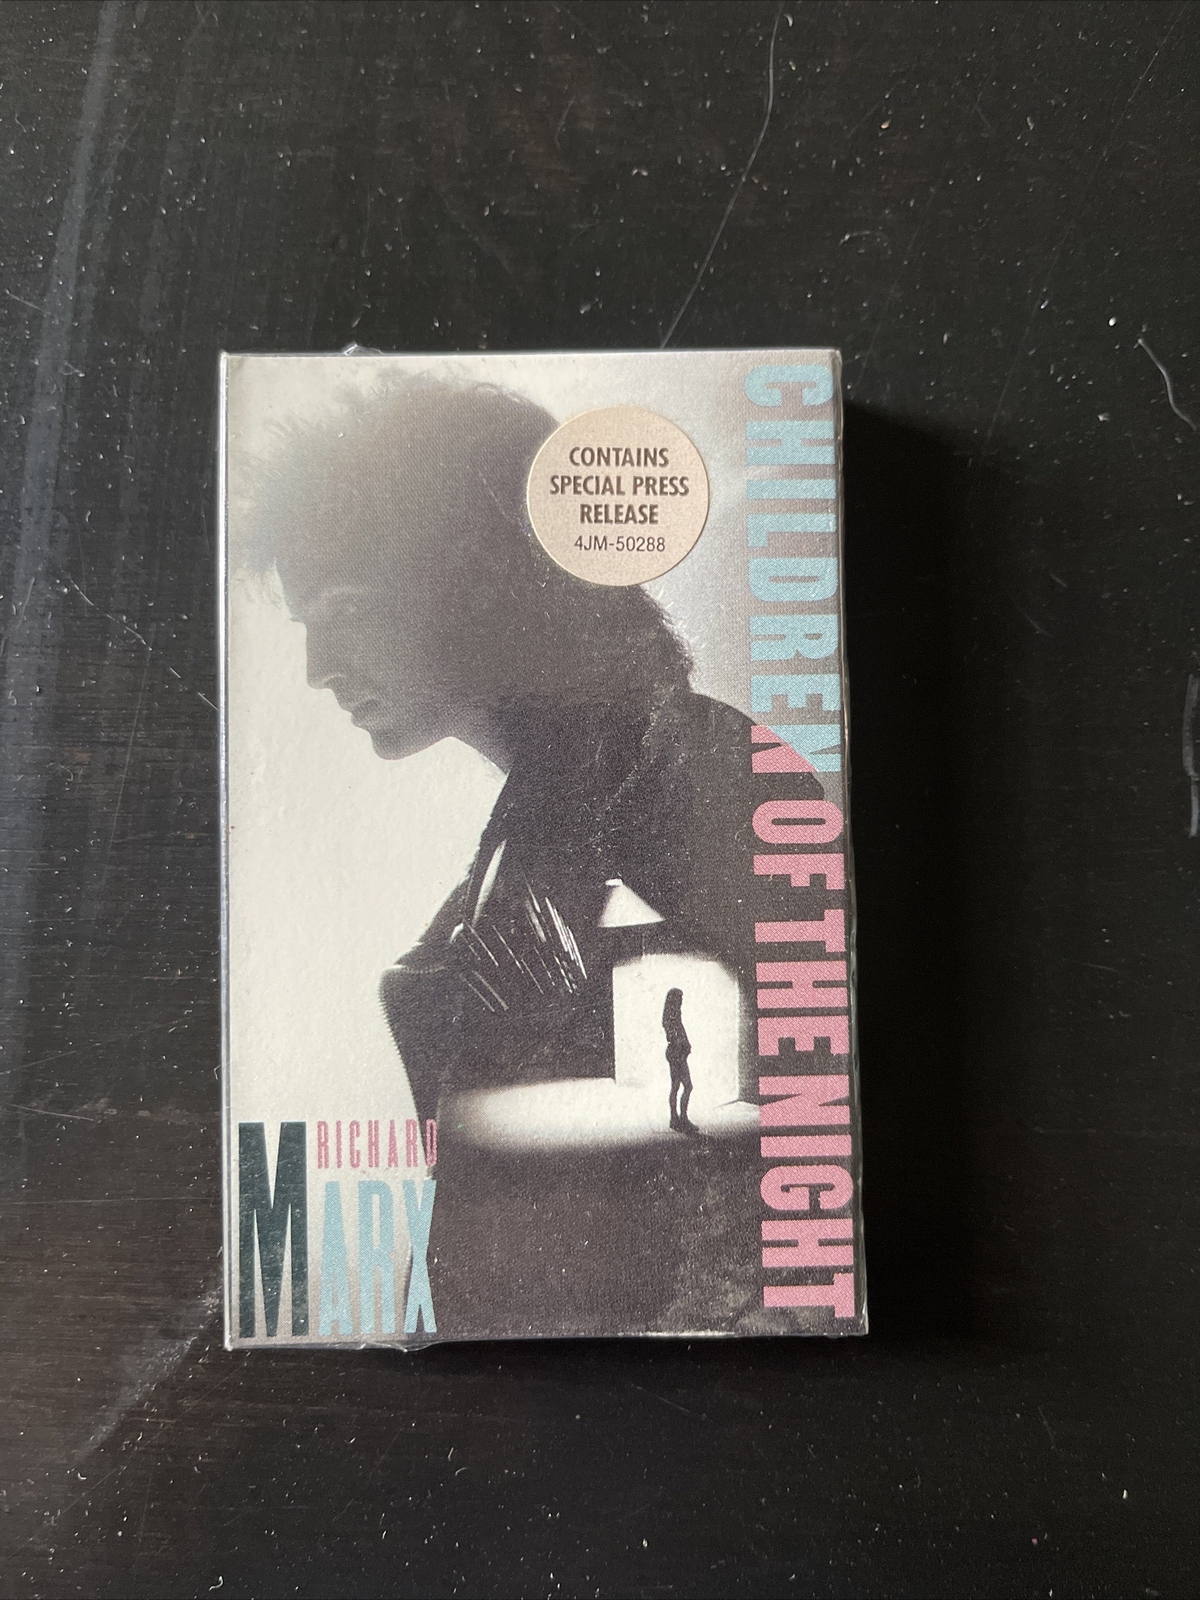 CONTAINS
SPECIAL PRESS
RELEASE
4JM-50288
CHILDREN OF THE NIGHT
RICHARD
MARX